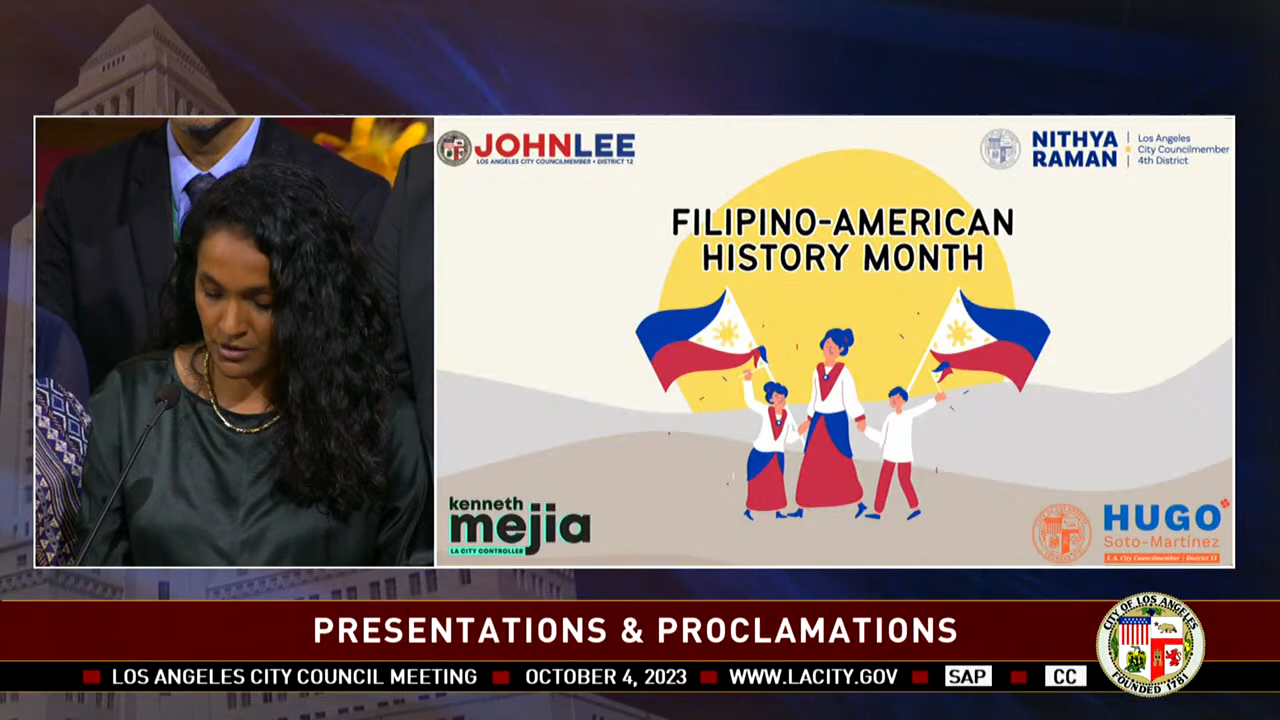 JOHNLEE
LOS ANGELES CITY COUNCILMEMBER • DISTRICT 12
NITHYA
RAMAN
Los Angeles
City Councilmember
4th District
FILIPINO-AMERICAN
HISTORY MONTH
kenneth
mejia
LA CITY CONTROLLER
HUGO
Soto-Martínez
L.A. City Councilmember | District 13
PRESENTATIONS & PROCLAMATIONS
LOS ANGELES CITY COUNCIL MEETING OCTOBER 4, 2023 WWW.LACITY.GOV SAP CC
CITY OF LOS ANGELES
FOUNDED 1781